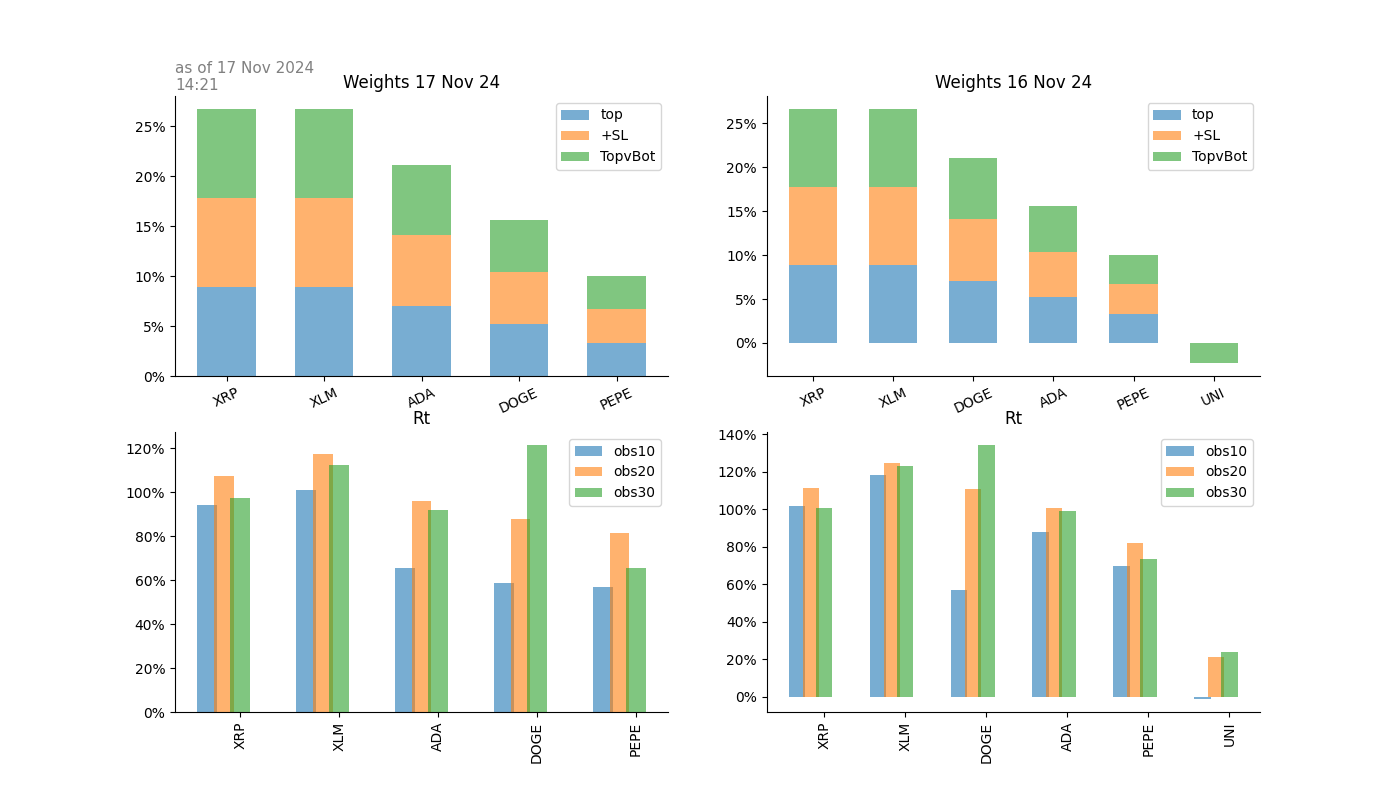 as of 17 Nov 2024
14:21
Weights 17 Nov 24
25%
20%
15%
10%
5%
0%
top
+SL
TopvBot
XRP
XLM
ADA
DOGE
PEPE
Weights 16 Nov 24
25%
20%
15%
10%
5%
0%
top
+SL
TopvBot
XRP
XLM
DOGE
ADA
PEPE
UNI
Rt
120%
100%
80%
60%
40%
20%
0%
obs10
obs20
obs30
XRP
XLM
ADA
DOGE
PEPE
Rt
140%
120%
100%
80%
60%
40%
20%
0%
obs10
obs20
obs30
XRP
XLM
DOGE
ADA
PEPE
UNI